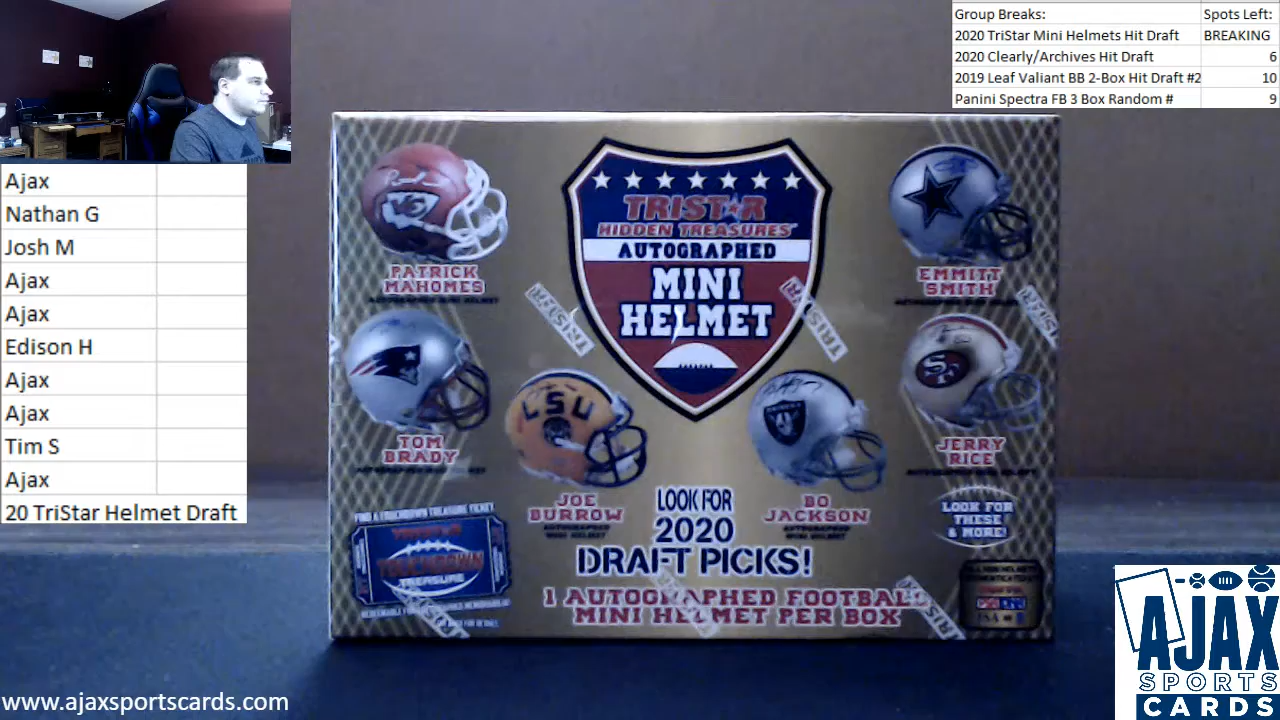 Group Breaks: Spots Left:
2020 TriStar Mini Helmets Hit Draft BREAKING
2020 Clearly/Archives Hit Draft 6
2019 Leaf Valiant BB 2-Box Hit Draft #2 10
Panini Spectra FB 3 Box Random # 9
Ajax
Nathan G
Josh M
Ajax
Ajax
Edison H
Ajax
Ajax
Tim S
Ajax
20 TriStar Helmet Draft
TRISTAR
HIDDEN TREASURES
AUTOGRAPHED
MINI
HELMET
PATRICK
MAHOMES
EMMITT
SMITH
TOM
BRADY
LSU
JOE
BURROW
BO
JACKSON
JERRY
RICE
LOOK FOR
2020
DRAFT PICKS!
1 AUTOGRAPHED FOOTBALL
MINI HELMET PER BOX
LOOK FOR
THESE
& MORE!
TOUCHDOWN
TREASURE
www.ajaxsportscards.com
AJAX
SPORTS
CARDS